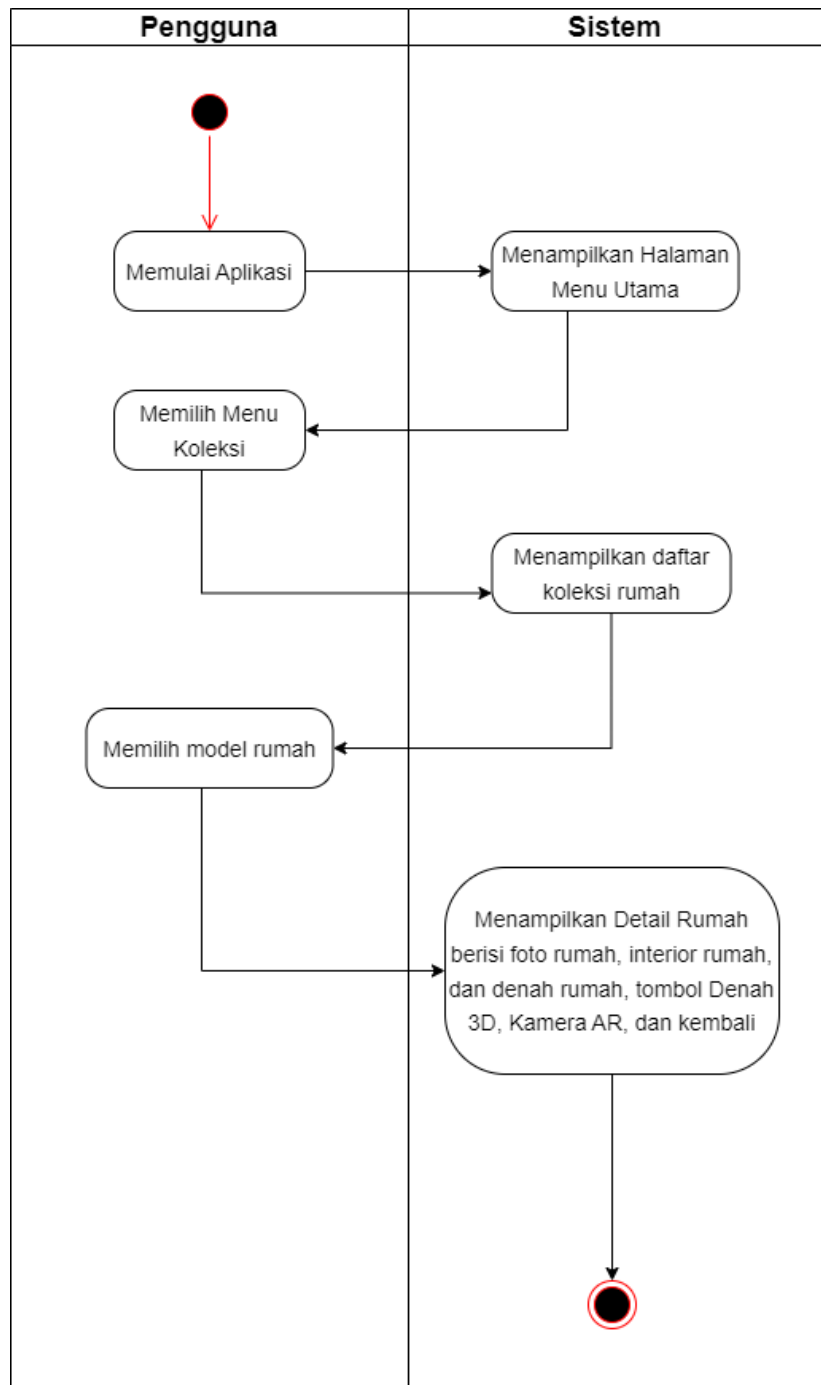 Pengguna
Sistem
Memulai Aplikasi
Menampilkan Halaman
Menu Utama
Memilih Menu
Koleksi
Menampilkan daftar
koleksi rumah
Memilih model rumah
Menampilkan Detail Rumah
berisi foto rumah, interior rumah,
dan denah rumah, tombol Denah
3D, Kamera AR, dan kembali